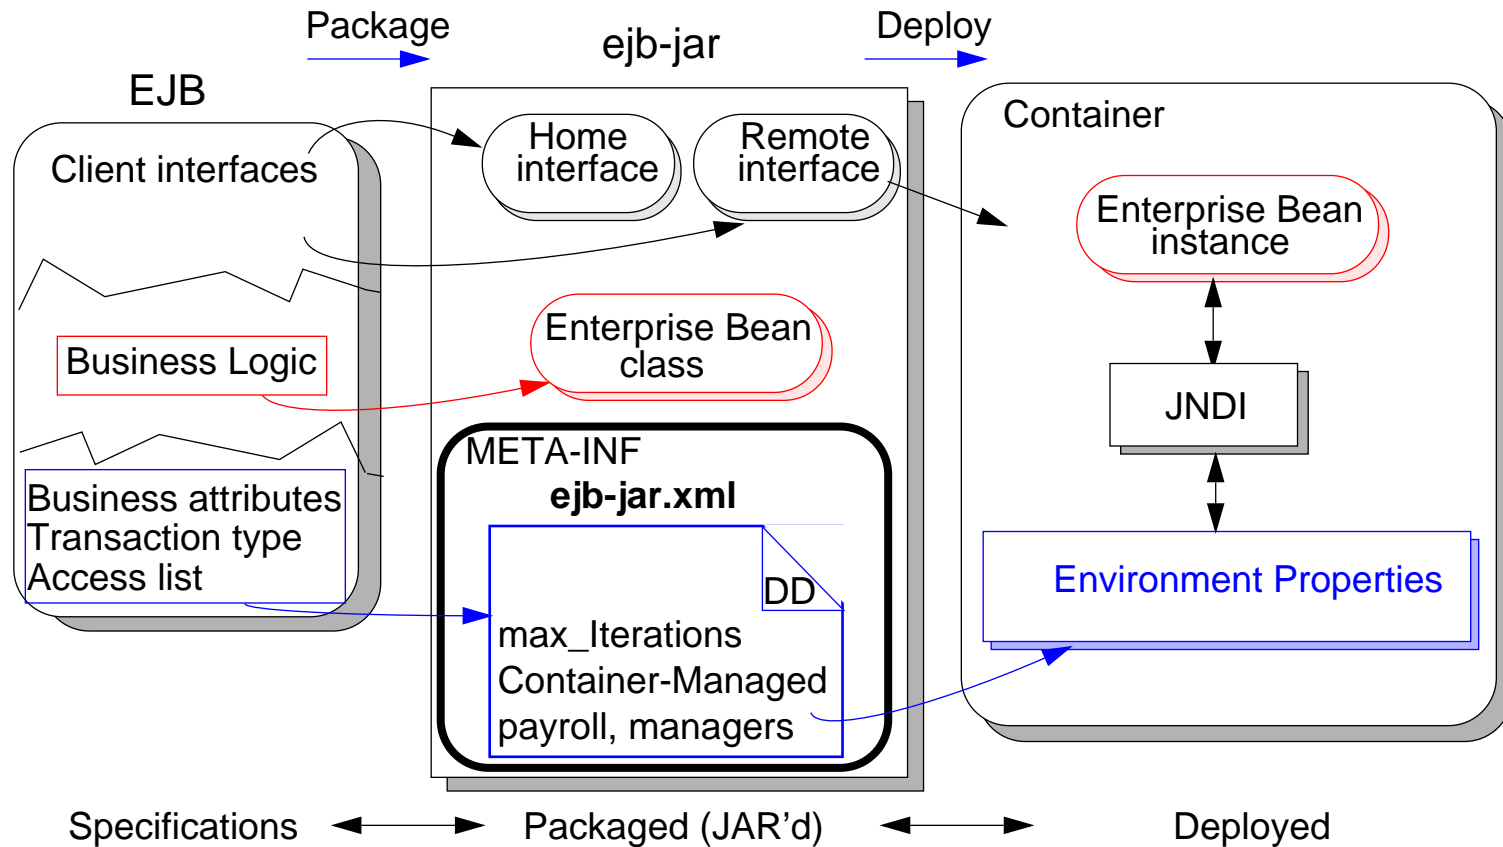 Package
ejb-jar
Deploy
EJB
Client interfaces
Business Logic
Business attributes
Transaction type
Access list
Home
interface
Remote
interface
Enterprise Bean
class
META-INF
ejb-jar.xml
DD
max_Iterations
Container-Managed
payroll, managers
Container
Enterprise Bean
instance
JNDI
Environment Properties
Specifications
Packaged (JAR’d)
Deployed